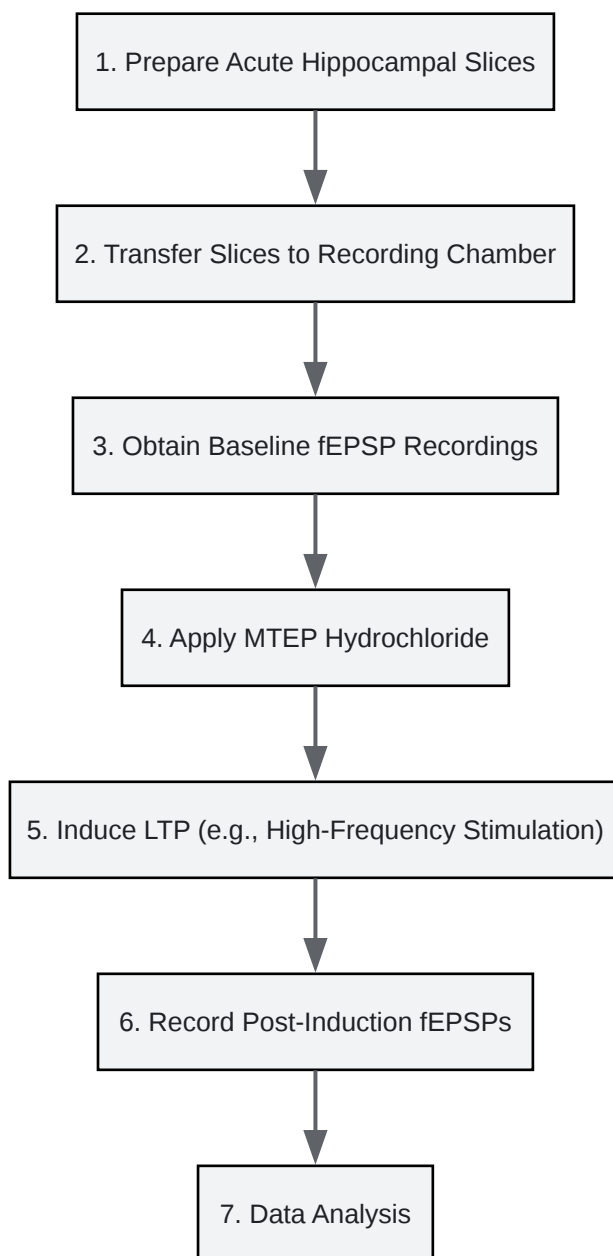 1. Prepare Acute Hippocampal Slices
2. Transfer Slices to Recording Chamber
3. Obtain Baseline fEPSP Recordings
4. Apply MTEP Hydrochloride
5. Induce LTP (e.g., High-Frequency Stimulation)
6. Record Post-Induction fEPSPs
7. Data Analysis